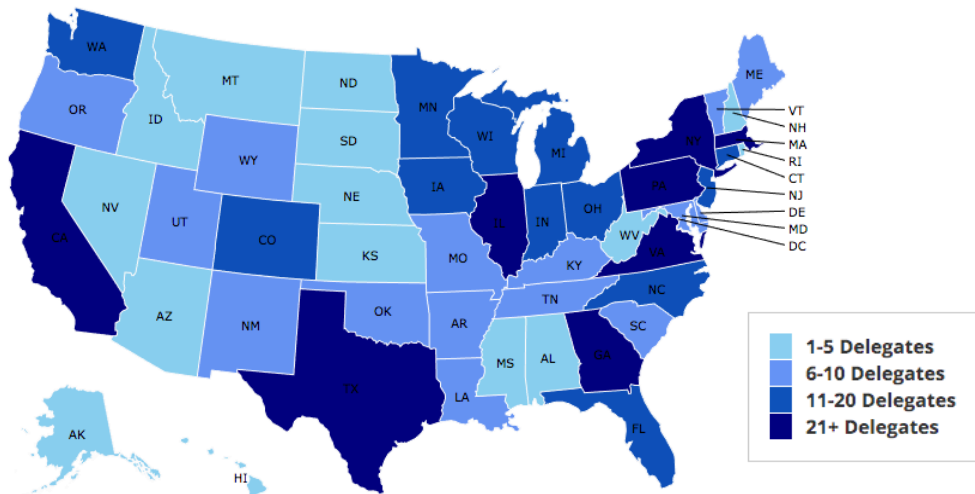 WA
MT
ND
MN
ME
OR
ID
SD
WI
MI
NY
VT
NH
MA
RI
CT
NJ
DE
MD
DC
WY
NE
IA
PA
NV
UT
CO
KS
IL
IN
OH
WV
VA
CA
MO
KY
NC
AZ
NM
OK
AR
TN
SC
MS
AL
GA
TX
LA
FL
AK
HI
1-5 Delegates
6-10 Delegates
11-20 Delegates
21+ Delegates